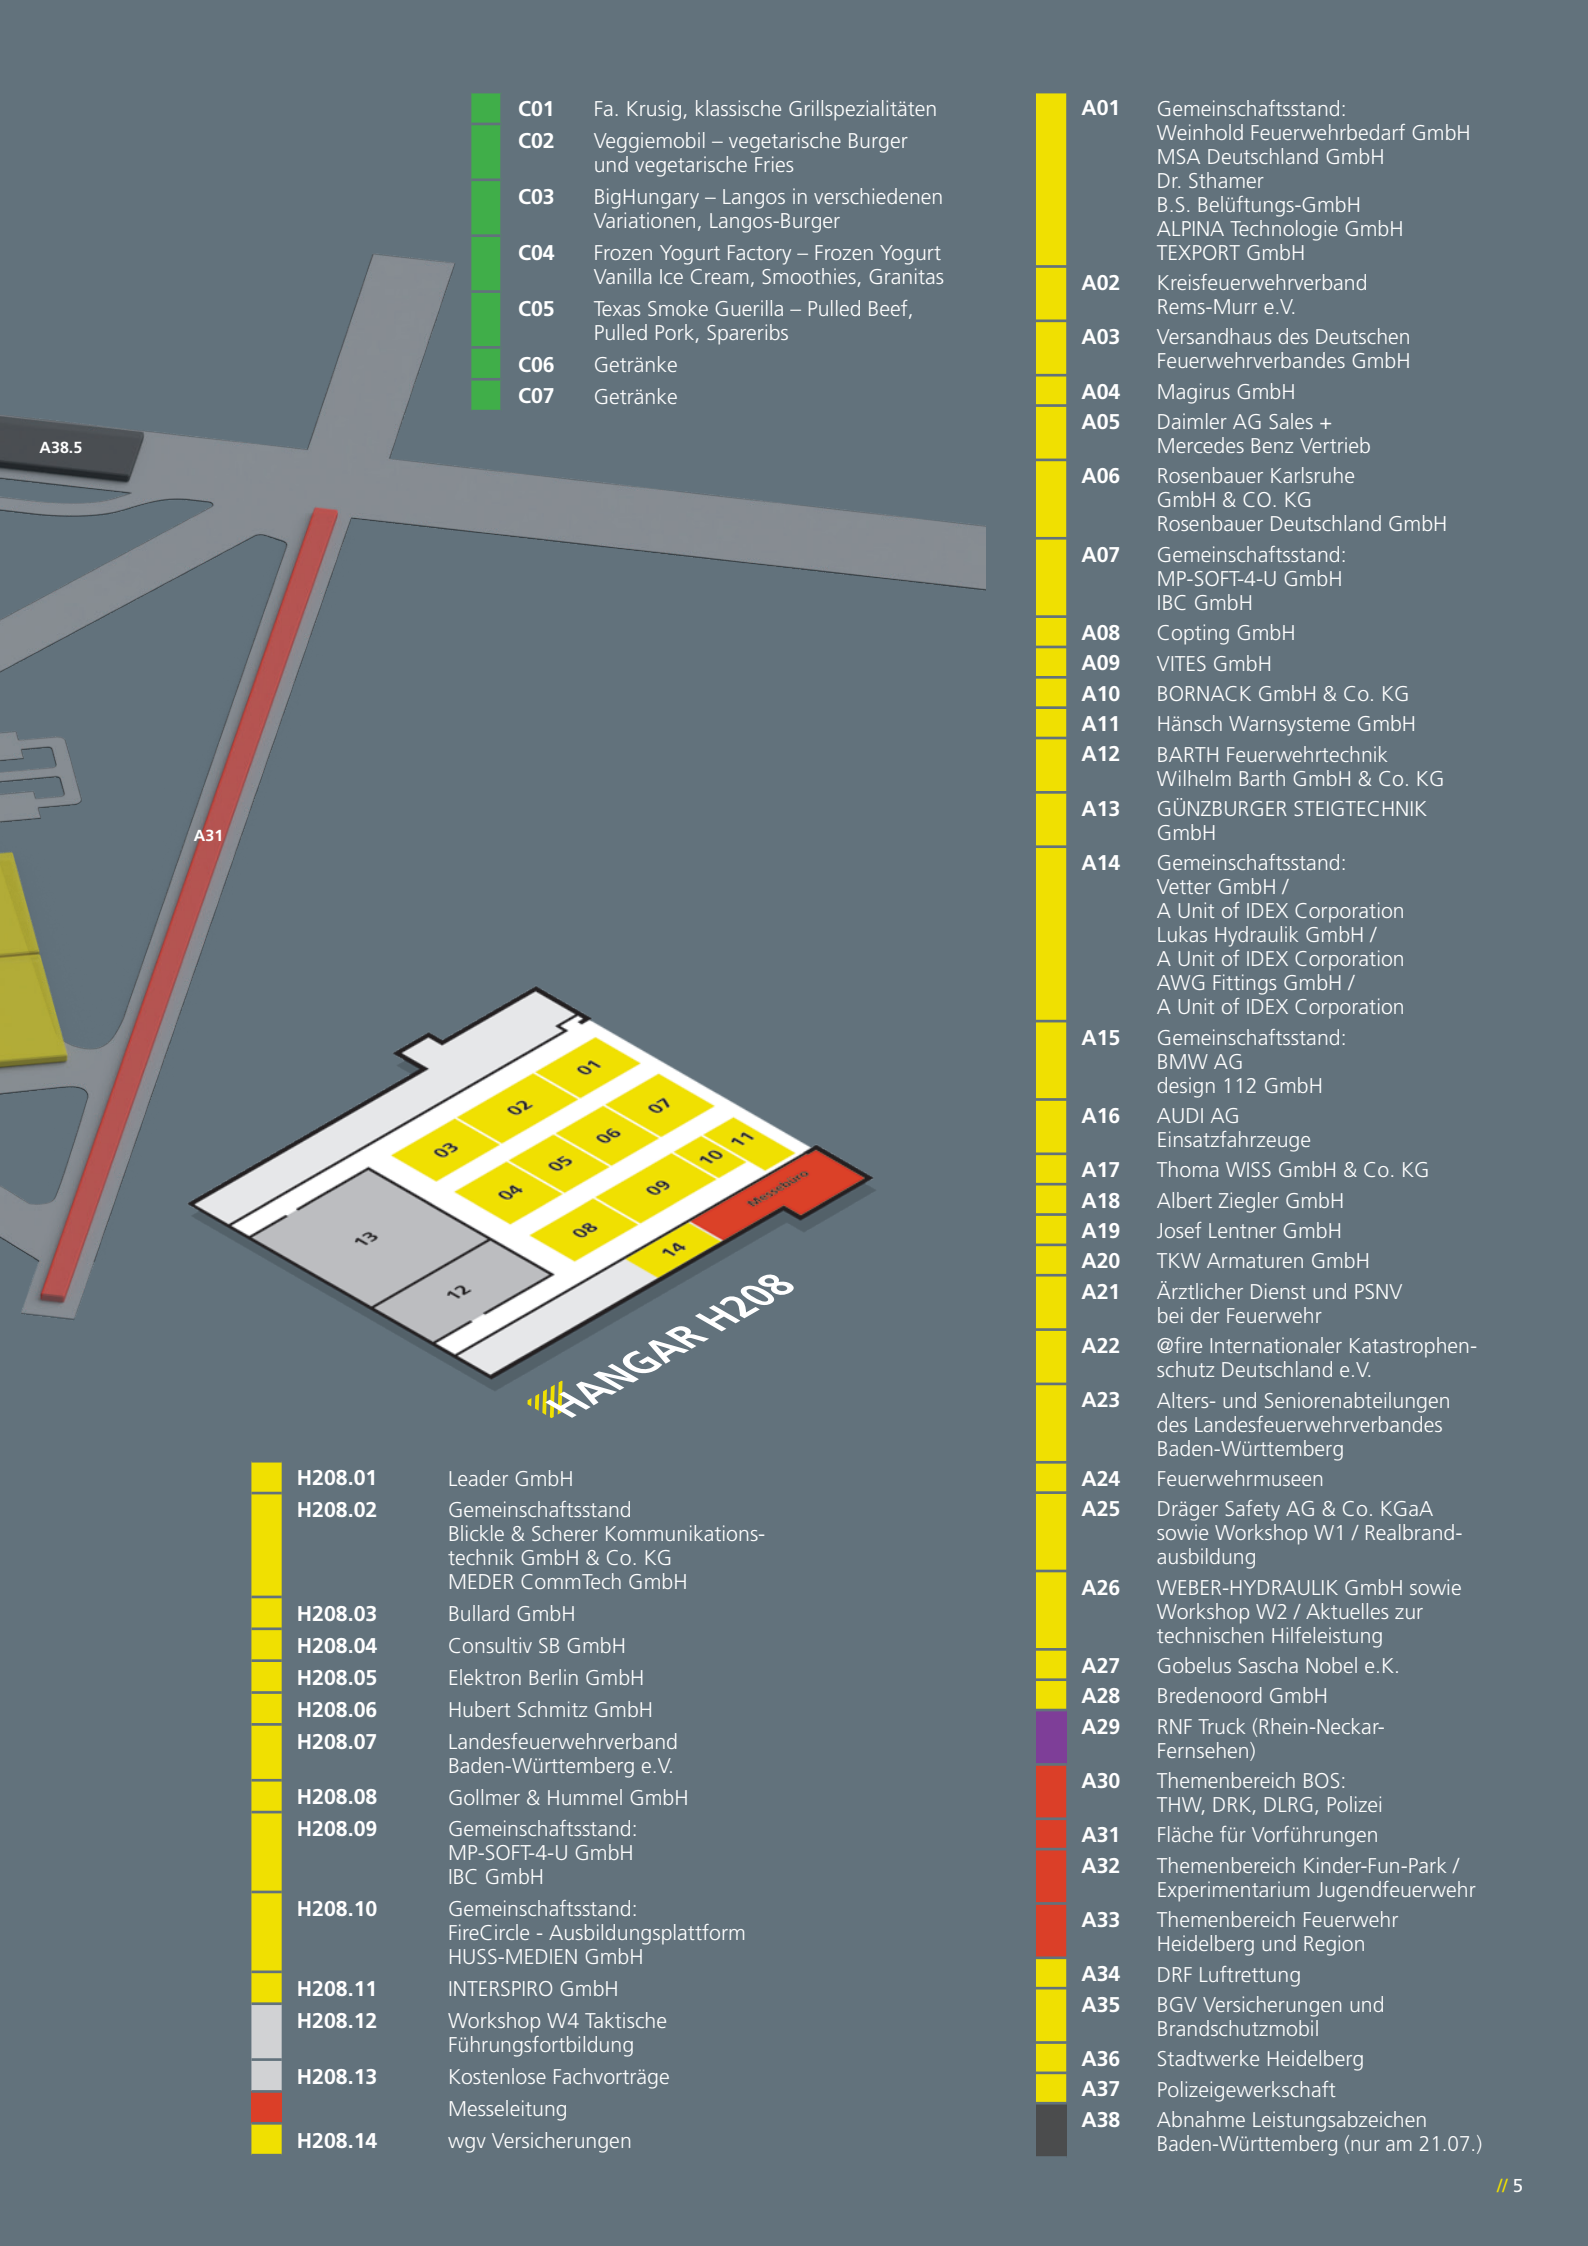 C01 Fa. Krusig, klassische Grillspezialitäten
C02 Veggiemobil – vegetarische Burger
und vegetarische Fries
C03 BigHungary – Langos in verschiedenen
Variationen, Langos-Burger
C04 Frozen Yogurt Factory – Frozen Yogurt
Vanilla Ice Cream, Smoothies, Granitas
C05 Texas Smoke Guerilla – Pulled Beef,
Pulled Pork, Spareribs
C06 Getränke
C07 Getränke
A38.5
A31
01
02
03
07
06
05
04
11
10
09
08
14
13
12
Messebüro
HANGAR H208
H208.01 Leader GmbH
H208.02 Gemeinschaftsstand
Blickle & Scherer Kommunikations-
technik GmbH & Co. KG
MEDER CommTech GmbH
H208.03 Bullard GmbH
H208.04 Consultiv SB GmbH
H208.05 Elektron Berlin GmbH
H208.06 Hubert Schmitz GmbH
H208.07 Landesfeuerwehrverband
Baden-Württemberg e.V.
H208.08 Gollmer & Hummel GmbH
H208.09 Gemeinschaftsstand:
MP-SOFT-4-U GmbH
IBC GmbH
H208.10 Gemeinschaftsstand:
FireCircle - Ausbildungsplattform
HUSS-MEDIEN GmbH
H208.11 INTERSPIRO GmbH
H208.12 Workshop W4 Taktische
Führungsfortbildung
H208.13 Kostenlose Fachvorträge
Messeleitung
H208.14 wgv Versicherungen
A01 Gemeinschaftsstand:
Weinhold Feuerwehrbedarf GmbH
MSA Deutschland GmbH
Dr. Sthamer
B.S. Belüftungs-GmbH
ALPINA Technologie GmbH
TEXPORT GmbH
A02 Kreisfeuerwehrverband
Rems-Murr e.V.
A03 Versandhaus des Deutschen
Feuerwehrverbandes GmbH
A04 Magirus GmbH
A05 Daimler AG Sales +
Mercedes Benz Vertrieb
A06 Rosenbauer Karlsruhe
GmbH & CO. KG
Rosenbauer Deutschland GmbH
A07 Gemeinschaftsstand:
MP-SOFT-4-U GmbH
IBC GmbH
A08 Copting GmbH
A09 VITES GmbH
A10 BORNACK GmbH & Co. KG
A11 Hänsch Warnsysteme GmbH
A12 BARTH Feuerwehrtechnik
Wilhelm Barth GmbH & Co. KG
A13 GÜNZBURGER STEIGTECHNIK
GmbH
A14 Gemeinschaftsstand:
Vetter GmbH /
A Unit of IDEX Corporation
Lukas Hydraulik GmbH /
A Unit of IDEX Corporation
AWG Fittings GmbH /
A Unit of IDEX Corporation
A15 Gemeinschaftsstand:
BMW AG
design 112 GmbH
A16 AUDI AG
Einsatzfahrzeuge
A17 Thoma WISS GmbH & Co. KG
A18 Albert Ziegler GmbH
A19 Josef Lentner GmbH
A20 TKW Armaturen GmbH
A21 Ärztlicher Dienst und PSNV
bei der Feuerwehr
A22 @fire Internationaler Katastrophen-
schutz Deutschland e.V.
A23 Alters- und Seniorenabteilungen
des Landesfeuerwehrverbandes
Baden-Württemberg
A24 Feuerwehrmuseen
A25 Dräger Safety AG & Co. KGaA
sowie Workshop W1 / Realbrand-
ausbildung
A26 WEBER-HYDRAULIK GmbH sowie
Workshop W2 / Aktuelles zur
technischen Hilfeleistung
A27 Gobelus Sascha Nobel e.K.
A28 Bredenoord GmbH
A29 RNF Truck (Rhein-Neckar-
Fernsehen)
A30 Themenbereich BOS:
THW, DRK, DLRG, Polizei
A31 Fläche für Vorführungen
A32 Themenbereich Kinder-Fun-Park /
Experimentarium Jugendfeuerwehr
A33 Themenbereich Feuerwehr
Heidelberg und Region
A34 DRF Luftrettung
A35 BGV Versicherungen und
Brandschutzmobil
A36 Stadtwerke Heidelberg
A37 Polizeigewerkschaft
A38 Abnahme Leistungsabzeichen
Baden-Württemberg (nur am 21.07.)
// 5